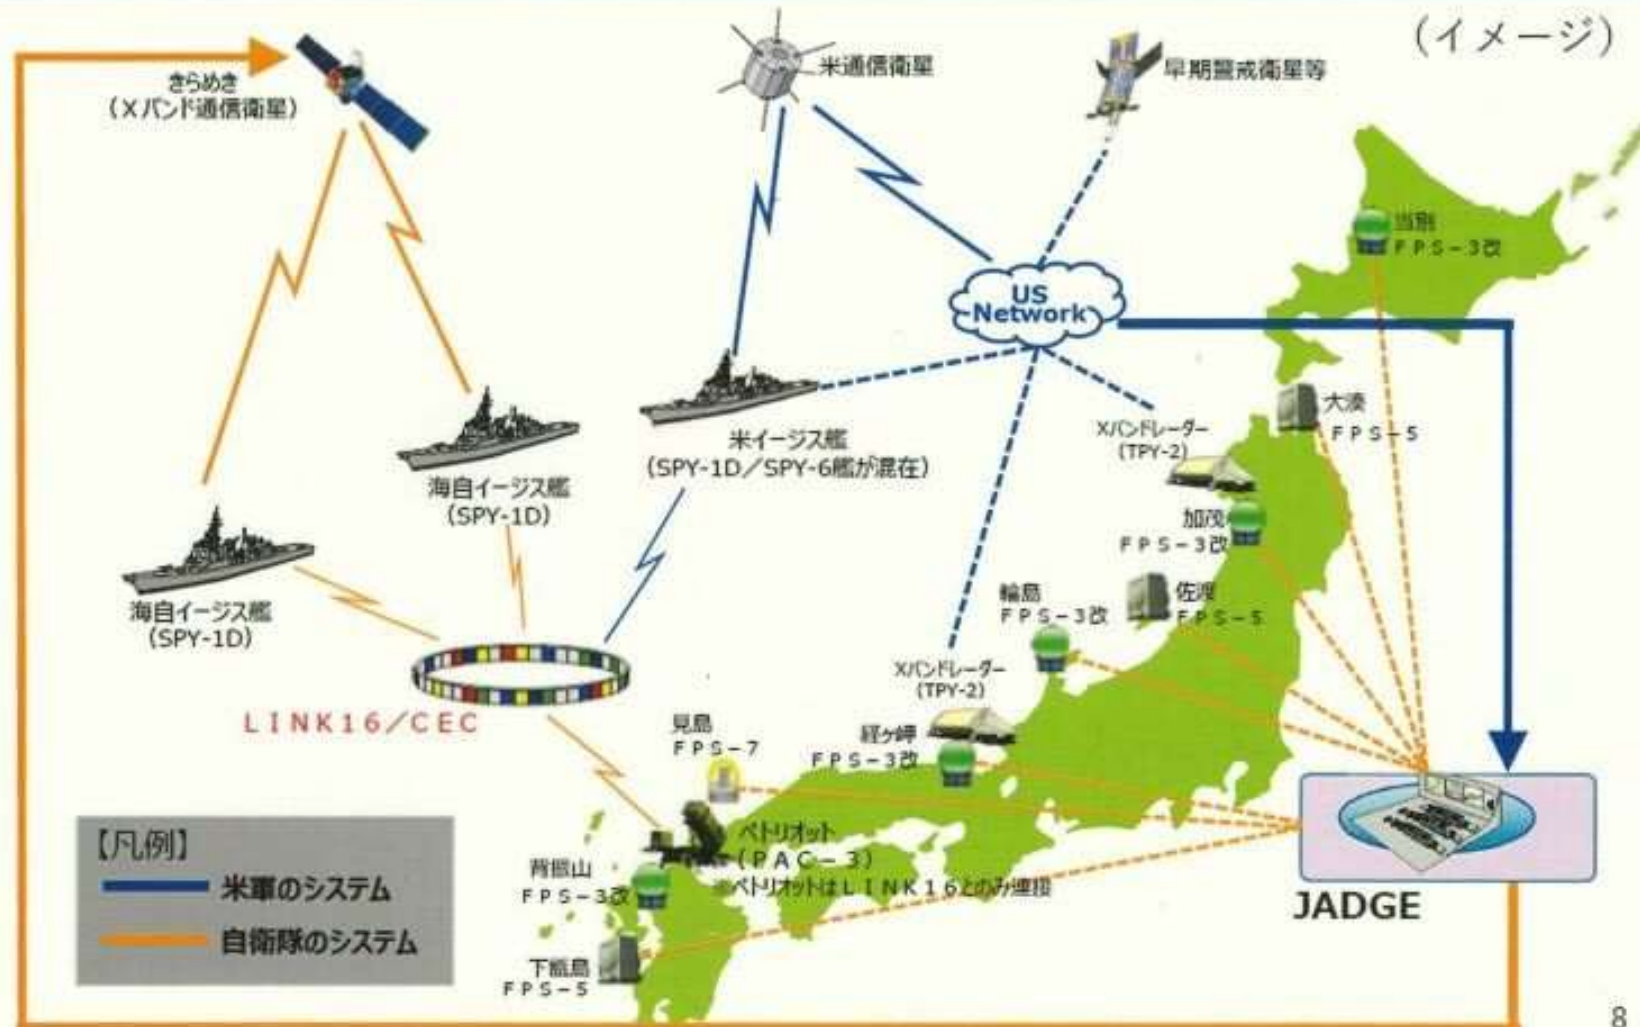 (イメージ)
きらめき
(Xバンド通信衛星)
米通信衛星
早期警戒衛星等
当別
FPS-3改
US
Network
大湊
FPS-5
Xバンドレーダー
(TPY-2)
米イージス艦
(SPY-1D/SPY-6艦が混在)
海自イージス艦
(SPY-1D)
加茂
FPS-3改
海自イージス艦
(SPY-1D)
輪島
FPS-3改
佐渡
FPS-5
Xバンドレーダー
(TPY-2)
LINK16/CEC
見島
FPS-7
経ヶ岬
FPS-3改
【凡例】
米軍のシステム
自衛隊のシステム
ペトリオット
(PAC-3)
※ペトリオットはLINK16とのみ連接
背振山
FPS-3改
JADGE
下甑島
FPS-5
8